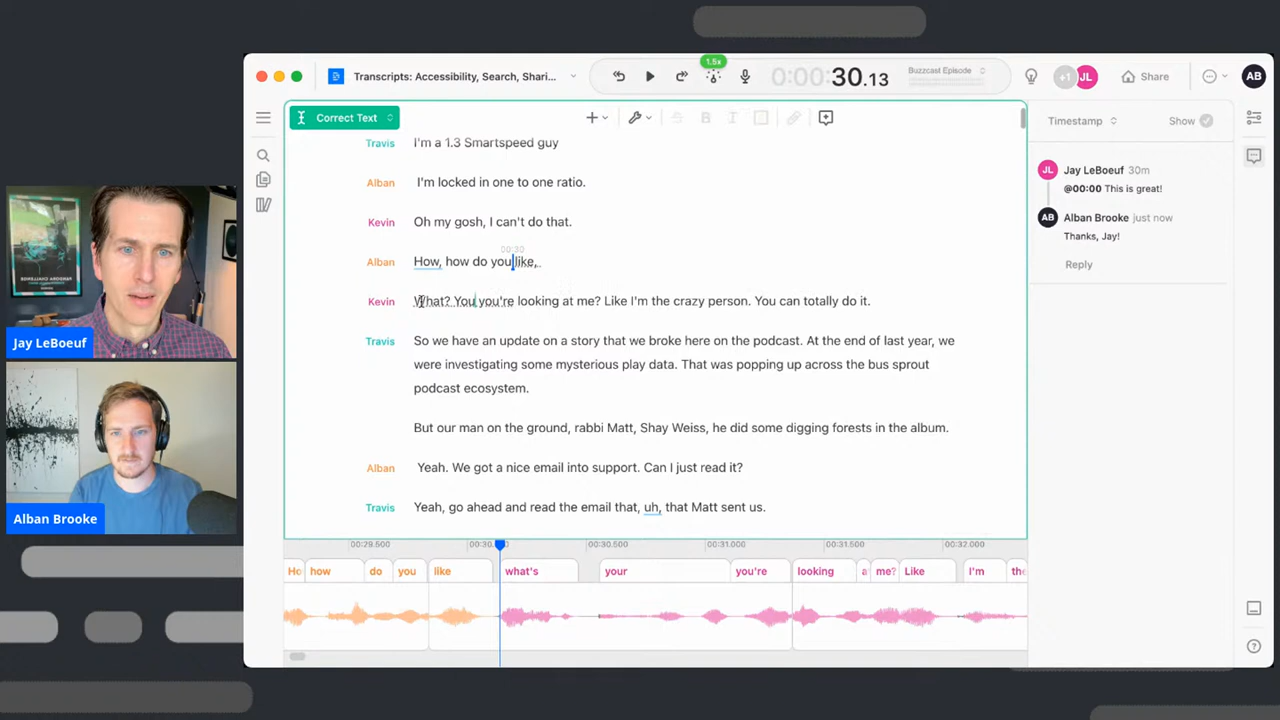 1.5x
Transcripts: Accessibility, Search, Shari...
0:00:30.13
Buzzcast Episode
+1 JL
Share
AB
Correct Text
B
Timestamp
Show
Travis I'm a 1.3 Smartspeed guy
Alban I'm locked in one to one ratio.
Kevin Oh my gosh, I can't do that.
00:30
Alban How, how do you like,.
Kevin What? You you're looking at me? Like I'm the crazy person. You can totally do it.
Travis So we have an update on a story that we broke here on the podcast. At the end of last year, we
were investigating some mysterious play data. That was popping up across the bus sprout
podcast ecosystem.
But our man on the ground, rabbi Matt, Shay Weiss, he did some digging forests in the album.
Alban Yeah. We got a nice email into support. Can I just read it?
Travis Yeah, go ahead and read the email that, uh, that Matt sent us.
JL Jay LeBoeuf 30m
@00:00 This is great!
AB Alban Brooke just now
Thanks, Jay!
Reply
Jay LeBoeuf
Alban Brooke
00:29.500 00:30. 00:30.500 00:31.000 00:31.500 00:32.000
Ho how do you like what's your you're looking a me? Like I'm the